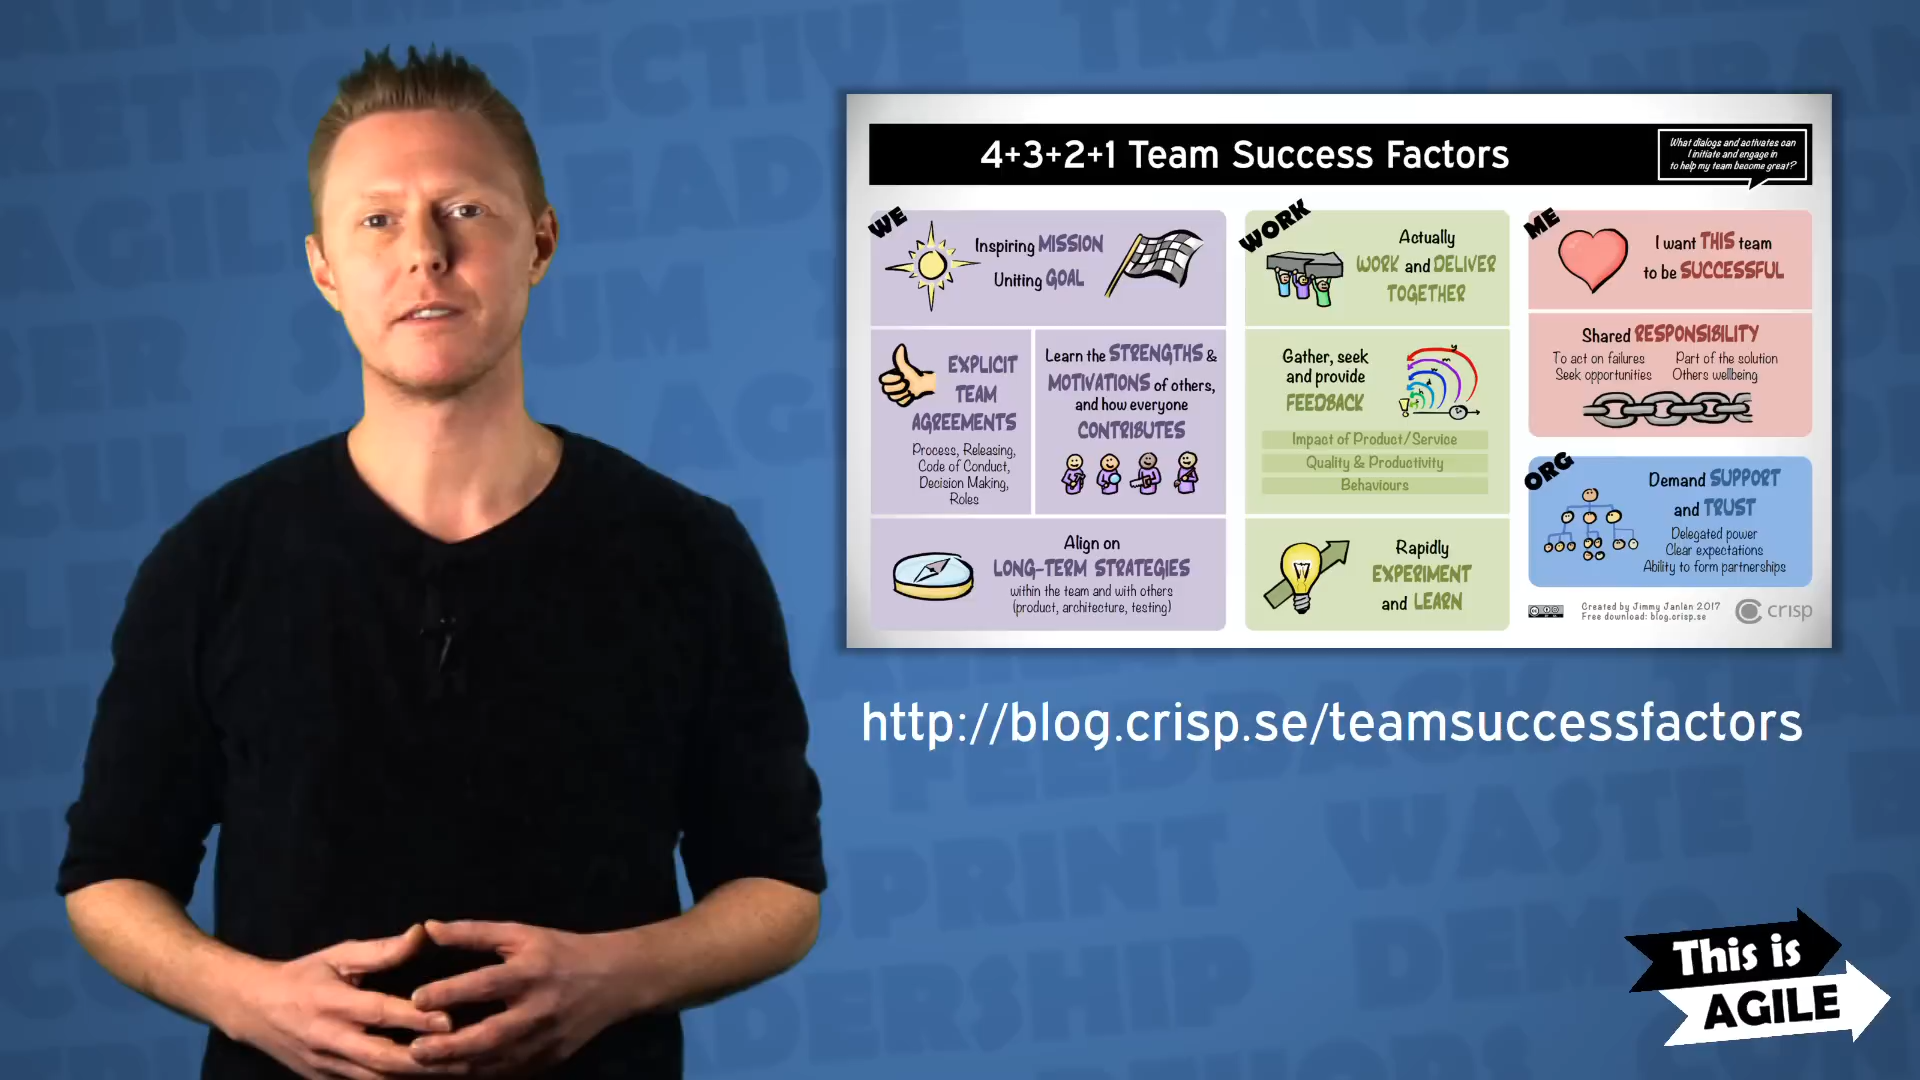 4+3+2+1 Team Success Factors
What dialogs and activates can
I initiate and engage in
to help my team become great?
WE
Inspiring MISSION
Uniting GOAL
EXPLICIT
TEAM
AGREEMENTS
Process, Releasing,
Code of Conduct,
Decision Making,
Roles
Learn the STRENGTHS &
MOTIVATIONS of others,
and how everyone
CONTRIBUTES
Align on
LONG-TERM STRATEGIES
within the team and with others
(product, architecture, testing)
WORK
Actually
WORK and DELIVER
TOGETHER
Gather, seek
and provide
FEEDBACK
Impact of Product/Service
Quality & Productivity
Behaviours
Rapidly
EXPERIMENT
and LEARN
ME
I want THIS team
to be SUCCESSFUL
Shared RESPONSIBILITY
To act on failures
Seek opportunities
Part of the solution
Others wellbeing
ORG
Demand SUPPORT
and TRUST
Delegated power
Clear expectations
Ability to form partnerships
Created by Jimmy Janlén 2017
Free download: blog.crisp.se
crisp
http://blog.crisp.se/teamsuccessfactors
This is
AGILE
RETROSPECTIVE
FEEDBACK
SPRINT
WASTE
DEMO